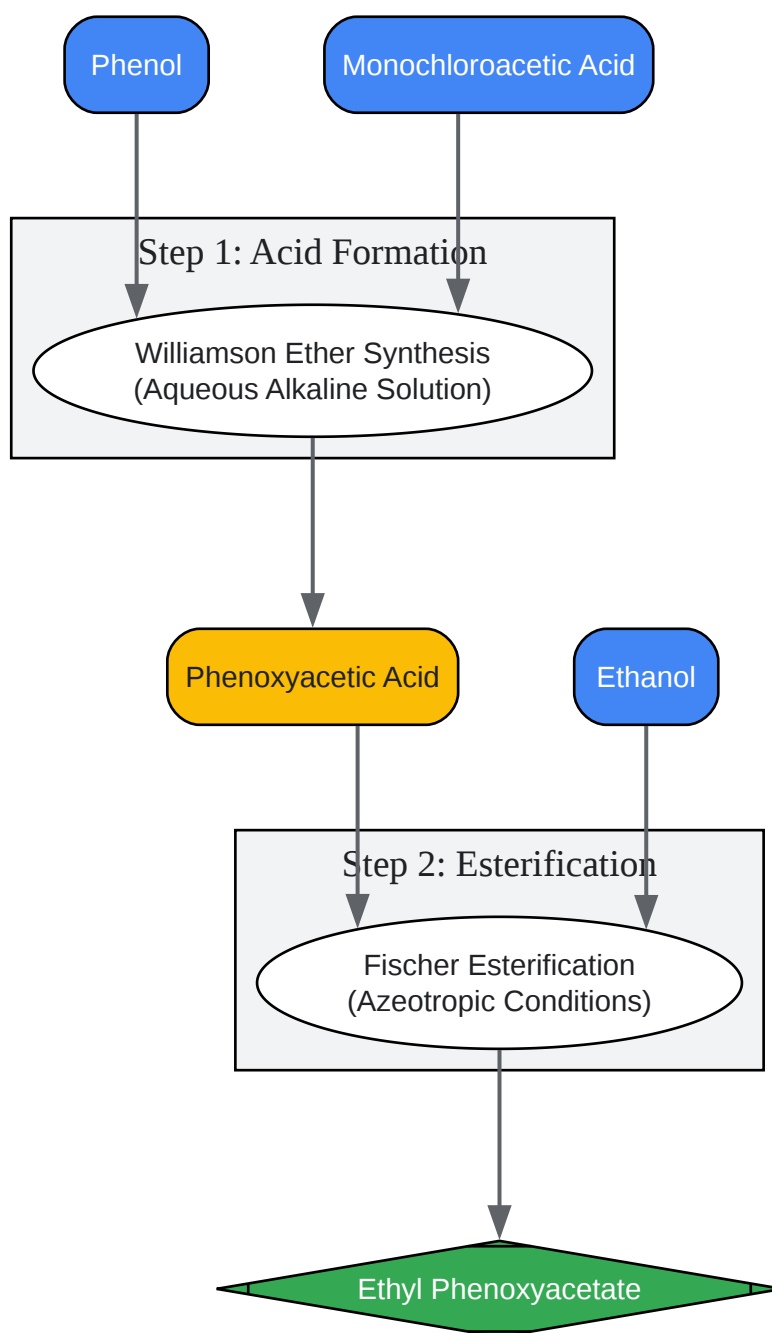 Phenol
Monochloroacetic Acid
Step 1: Acid Formation
Williamson Ether Synthesis
(Aqueous Alkaline Solution)
Phenoxyacetic Acid
Ethanol
Step 2: Esterification
Fischer Esterification
(Azeotropic Conditions)
Ethyl Phenoxyacetate